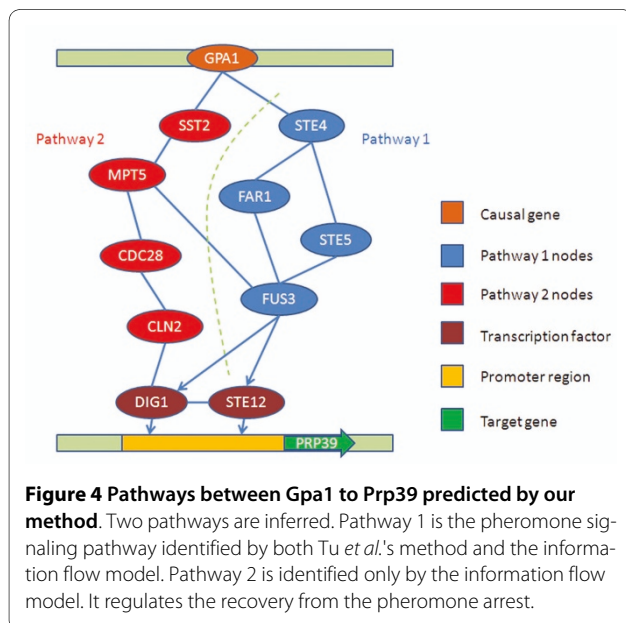 GPA1
SST2
STE4
Pathway 2
Pathway 1
MPT5
FAR1
STE5
CDC28
FUS3
CLN2
DIG1
STE12
PRP39
Causal gene
Pathway 1 nodes
Pathway 2 nodes
Transcription factor
Promoter region
Target gene
Figure 4 Pathways between Gpa1 to Prp39 predicted by our
method. Two pathways are inferred. Pathway 1 is the pheromone sig-
naling pathway identified by both Tu et al.'s method and the informa-
tion flow model. Pathway 2 is identified only by the information flow
model. It regulates the recovery from the pheromone arrest.